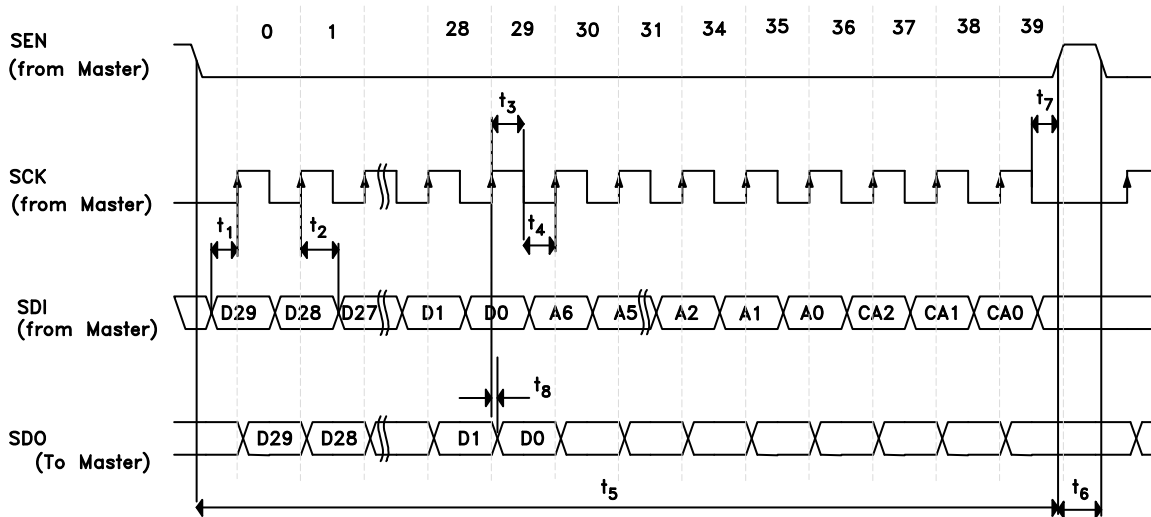 0 1 28 29 30 31 34 35 36 37 38 39
SEN
(from Master)
t3 t7
SCK
(from Master)
t1 t2 t4
SDI
(from Master)
D29 D28 D27 D1 D0 A6 A5 A2 A1 A0 CA2 CA1 CA0
t8
SDO
(To Master)
D29 D28 D1 D0
t5 t6